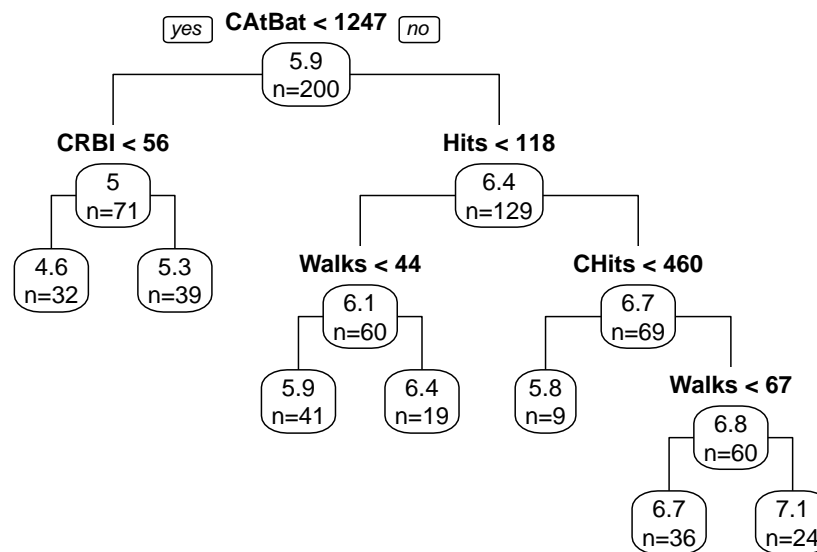 yes CAtBat < 1247 no
5.9
n=200
CRBI < 56
Hits < 118
5
n=71
6.4
n=129
4.6
n=32
5.3
n=39
Walks < 44
CHits < 460
6.1
n=60
6.7
n=69
5.9
n=41
6.4
n=19
5.8
n=9
Walks < 67
6.8
n=60
6.7
n=36
7.1
n=24